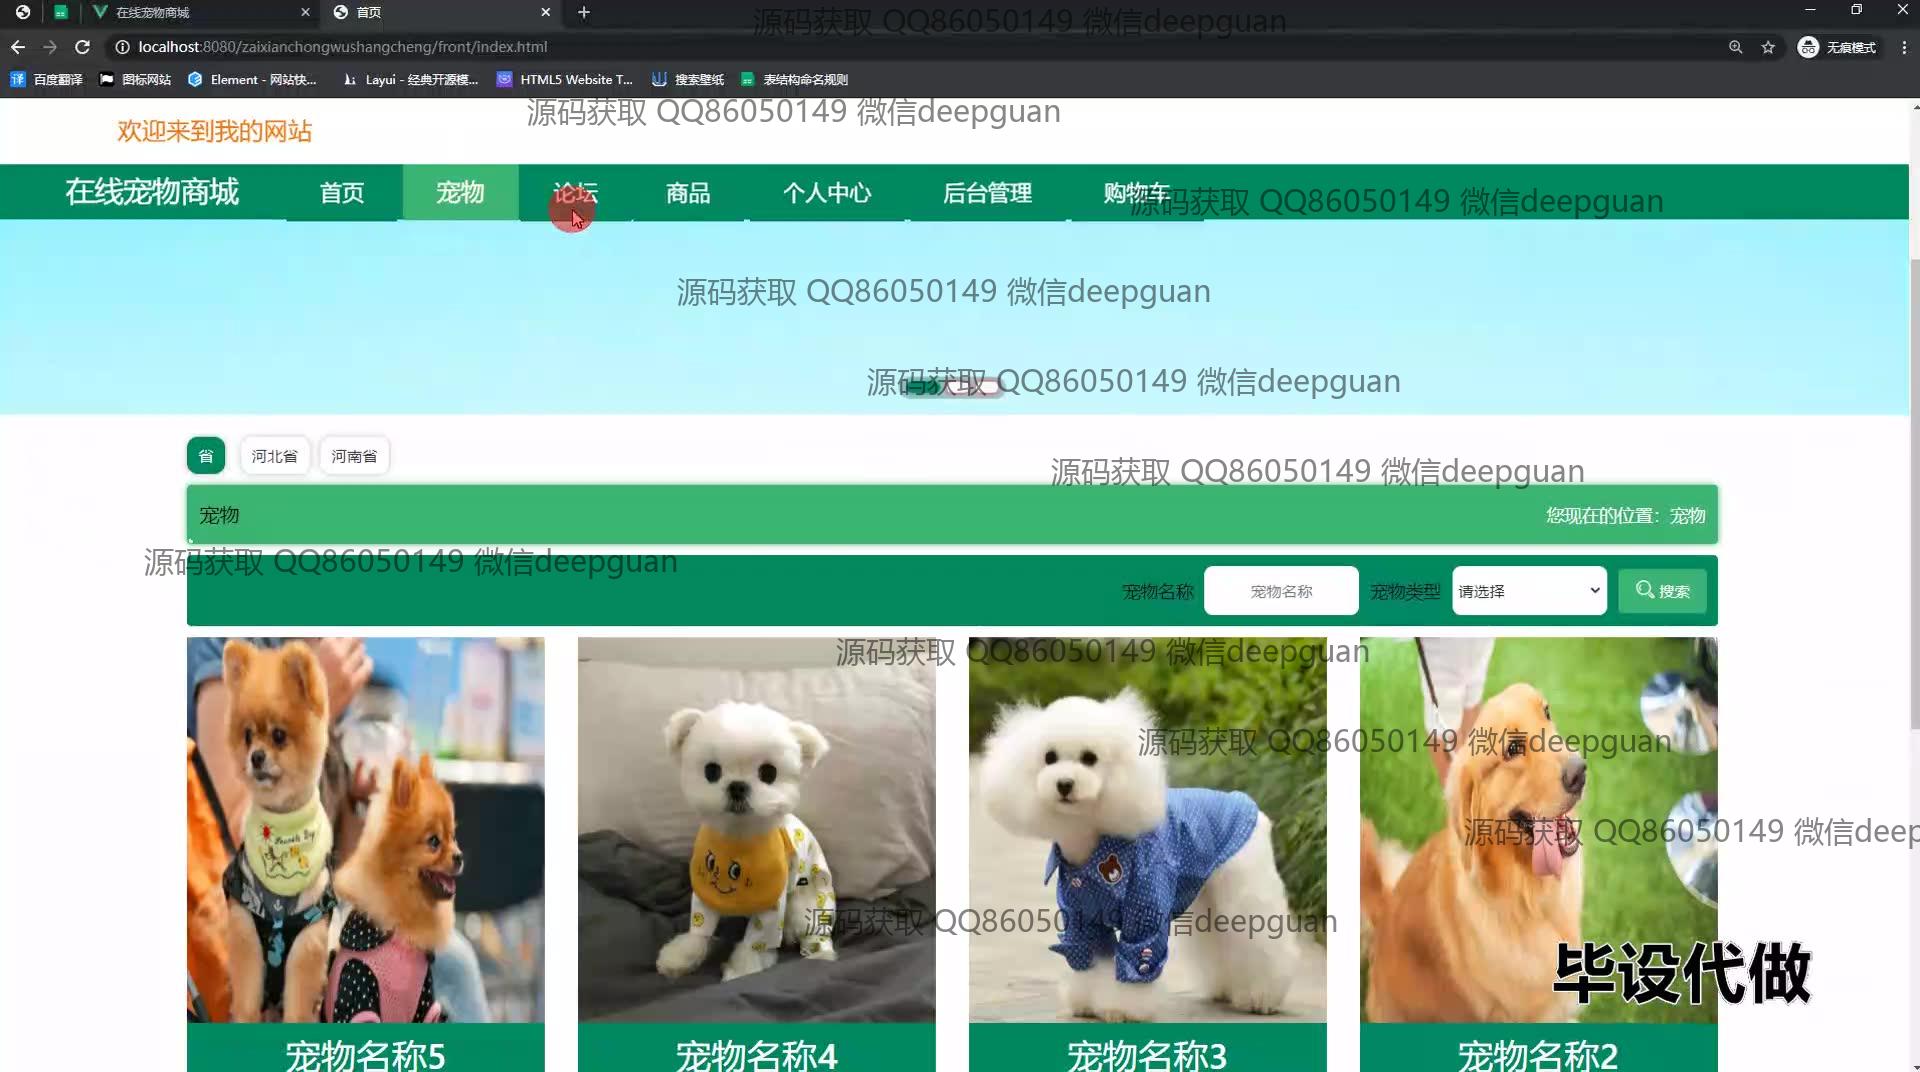 在线宠物商城
首页
源码获取 QQ86050149 微信deepguan
localhost:8080/zaixianchongwushangcheng/front/index.html
无痕模式
百度翻译
图标网站
Element - 网站快...
Layui - 经典开源模...
HTML5 Website T...
搜索壁纸
表结构命名规则
源码获取 QQ86050149 微信deepguan
欢迎来到我的网站
在线宠物商城
首页
宠物
论坛
商品
个人中心
后台管理
购物车
源码获取 QQ86050149 微信deepguan
源码获取 QQ86050149 微信deepguan
源码获取 QQ86050149 微信deepguan
省
河北省
河南省
源码获取 QQ86050149 微信deepguan
宠物
您现在的位置：宠物
源码获取 QQ86050149 微信deepguan
宠物名称
宠物名称
宠物类型
请选择
搜索
源码获取 QQ86050149 微信deepguan
源码获取 QQ86050149 微信deepguan
源码获取 QQ86050149 微信deep
源码获取 QQ86050149 微信deepguan
毕设代做
宠物名称5
宠物名称4
宠物名称3
宠物名称2